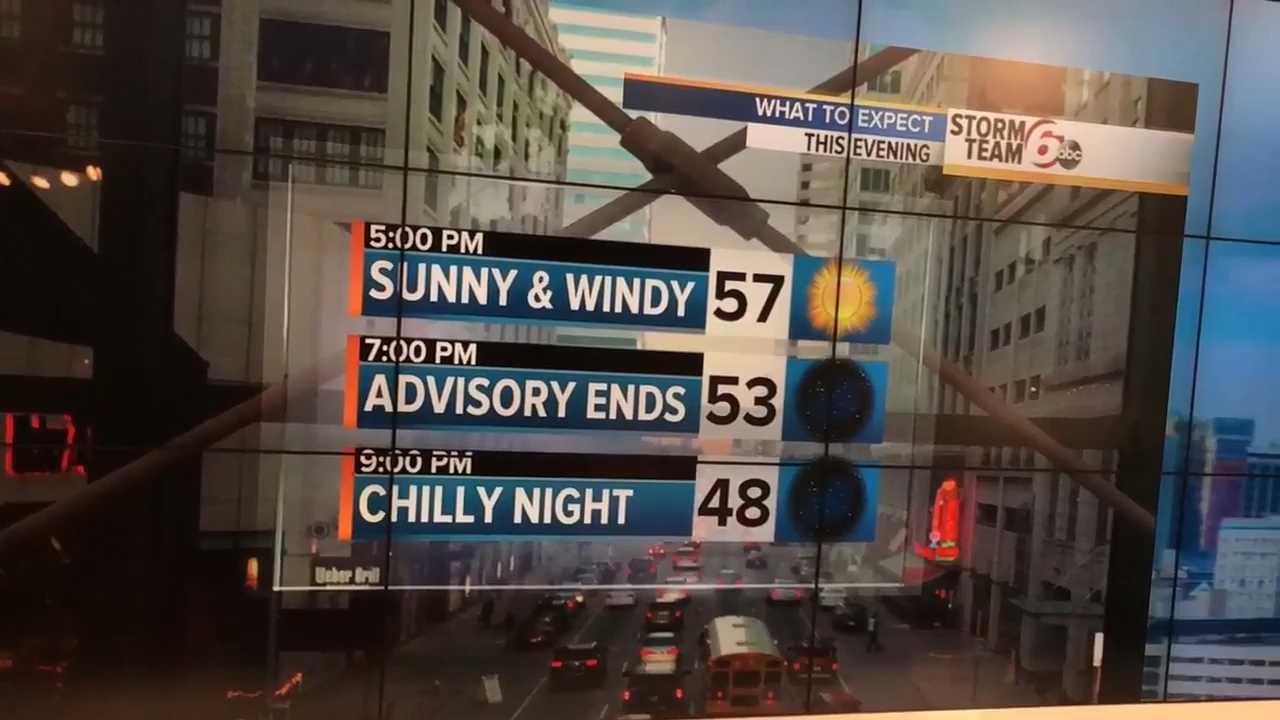 WHAT TO EXPECT
THIS EVENING
STORM
TEAM
6
abc
5:00 PM
SUNNY & WINDY
57
7:00 PM
ADVISORY ENDS
53
9:00 PM
CHILLY NIGHT
48
Weber Grill